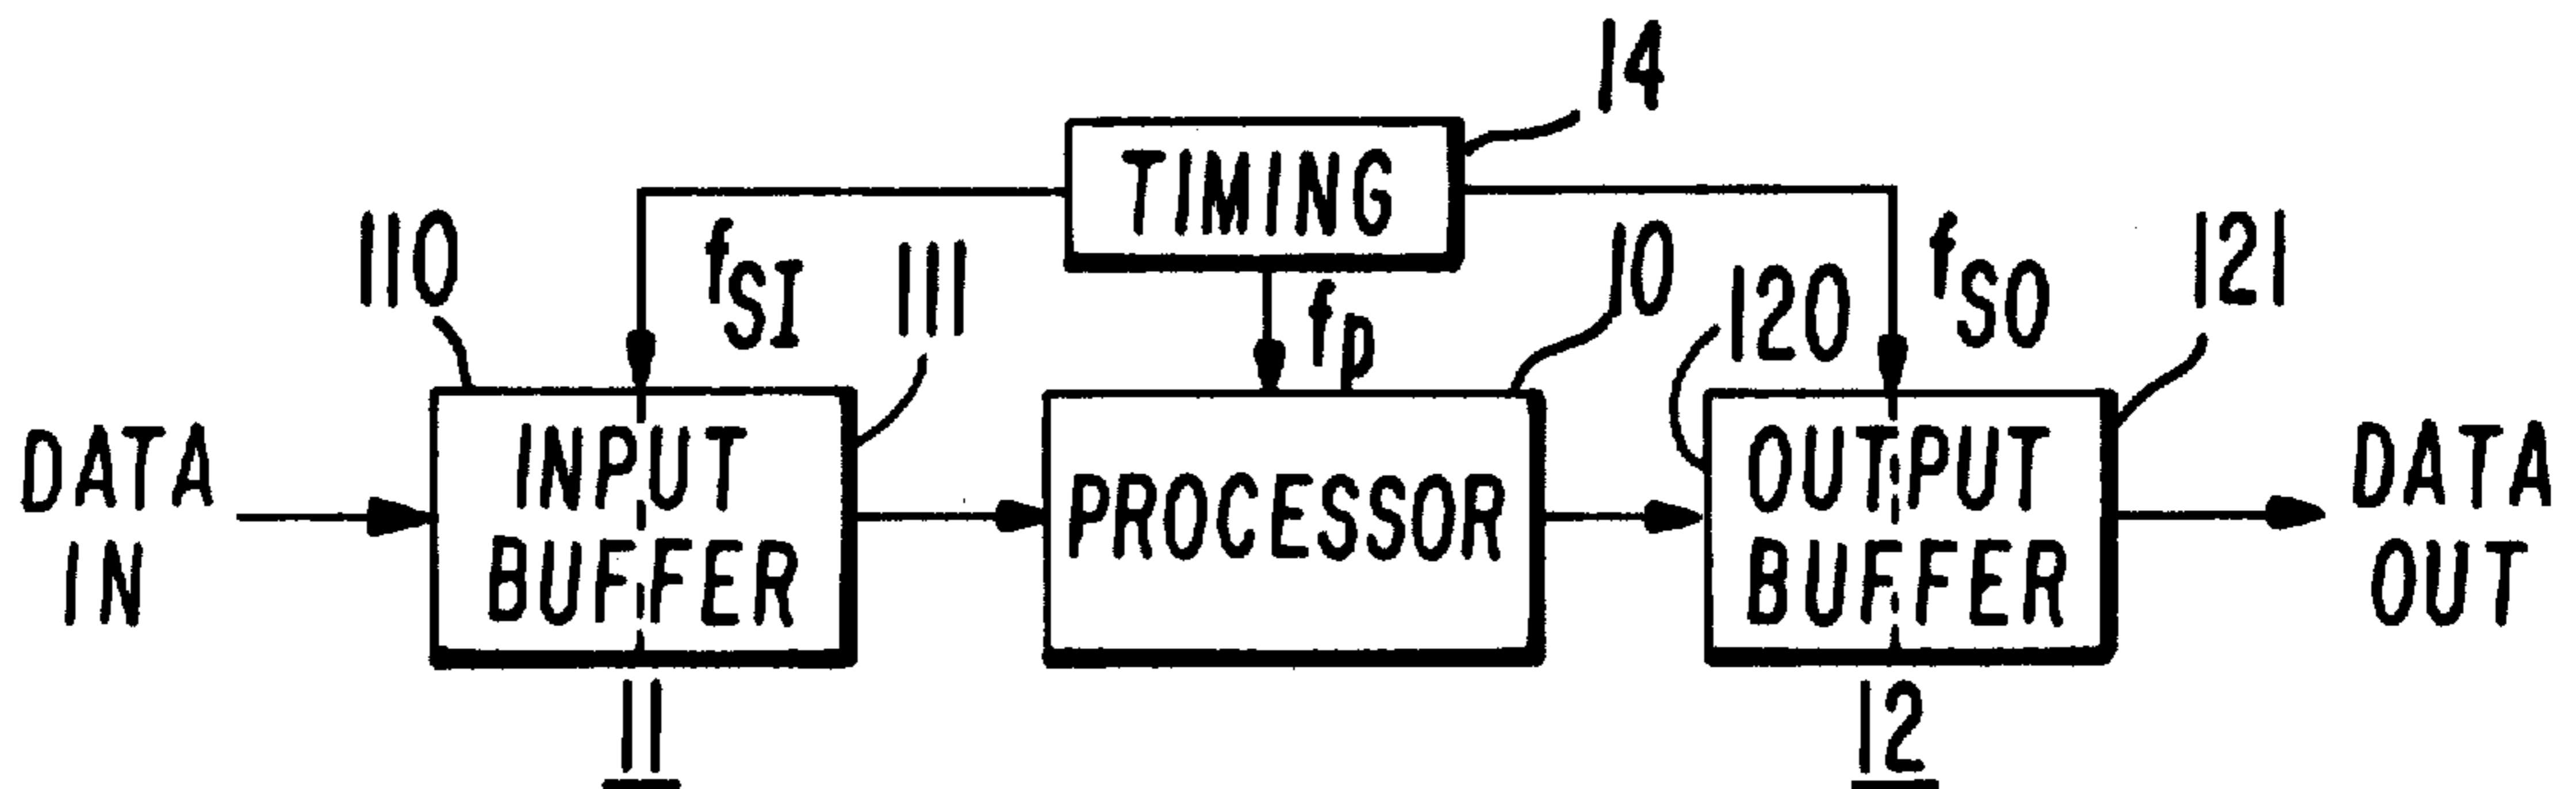 14
TIMING
110
fSI
111
fp
10
120
fSO
121
DATA
IN
INPUT
BUFFER
PROCESSOR
OUTPUT
BUFFER
DATA
OUT
11
12